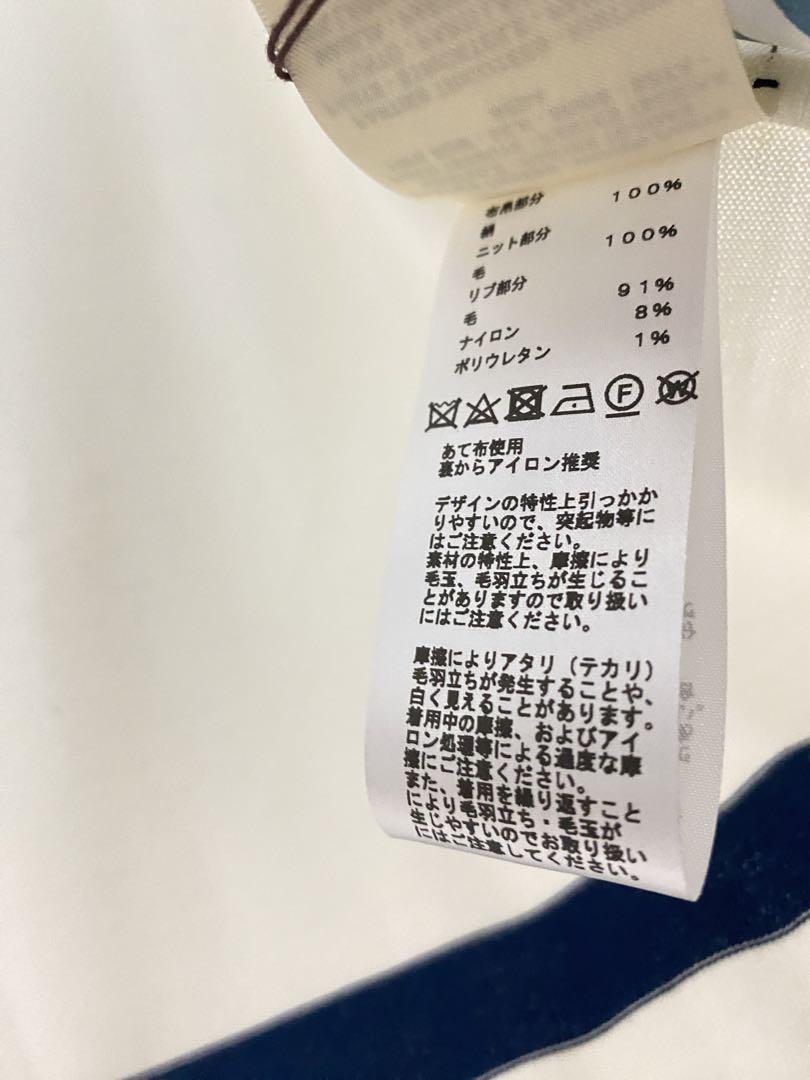 布帛部分
絹 100%
ニット部分
毛 100%
リブ部分
毛 91%
ナイロン 8%
ポリウレタン 1%
F W
あて布使用
裏からアイロン推奨
デザインの特性上引っかか
りやすいので、突起物等に
はご注意ください。
素材の特性上、摩擦により
毛玉、毛羽立ちが生じるこ
とがありますので取り扱い
にはご注意ください。
摩擦によりアタリ（テカリ）
毛羽立ちが発生することや、
白く見えることがあります。
着用中の摩擦、およびアイ
ロン処理等による過度な摩
擦にご注意ください。
また、着用を繰り返すこと
により毛羽立ち・毛玉が
生じやすいのでお取り扱い
にはご注意してください。